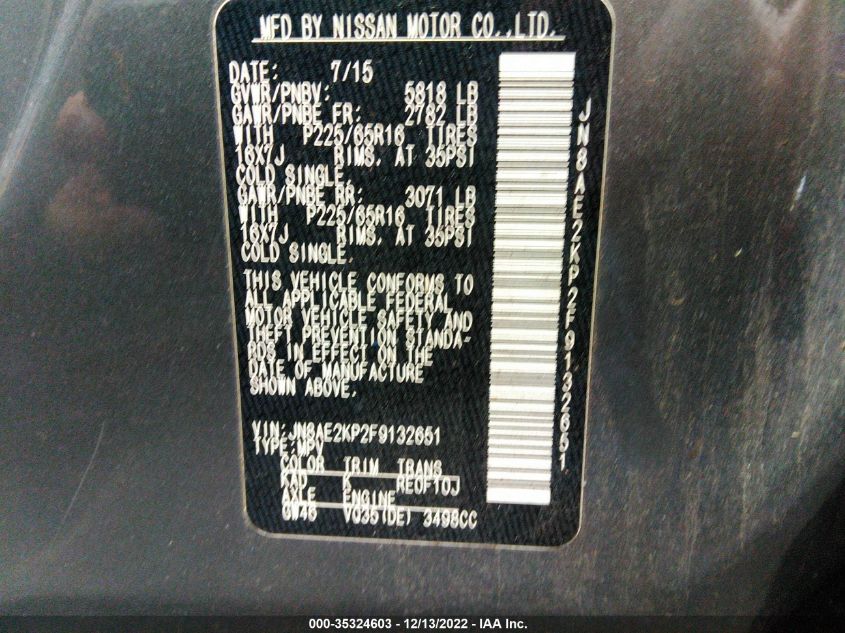 MFD BY NISSAN MOTOR CO.,LTD.
DATE: 7/15
GVWR/PNBV: 5818 LB
GAWR/PNBE FR: 2782 LB
WITH P225/65R16 TIRES
16X7J RIMS, AT 35PSI
COLD SINGLE.
GAWR/PNBE RR: 3071 LB
WITH P225/65R16 TIRES
16X7J RIMS, AT 35PSI
COLD SINGLE.
THIS VEHICLE CONFORMS TO
ALL APPLICABLE FEDERAL
MOTOR VEHICLE SAFETY AND
THEFT PREVENTION STANDA-
RDS IN EFFECT ON THE
DATE OF MANUFACTURE
SHOWN ABOVE.
VIN:JN8AE2KP2F9132651
TYPE:MPV
COLOR TRIM TRANS
KAD K RE0F10J
AXLE ENGINE
GW46 VQ35(DE) 3498CC
JN8AE2KP2F9132651
000-35324603 - 12/13/2022 - IAA Inc.